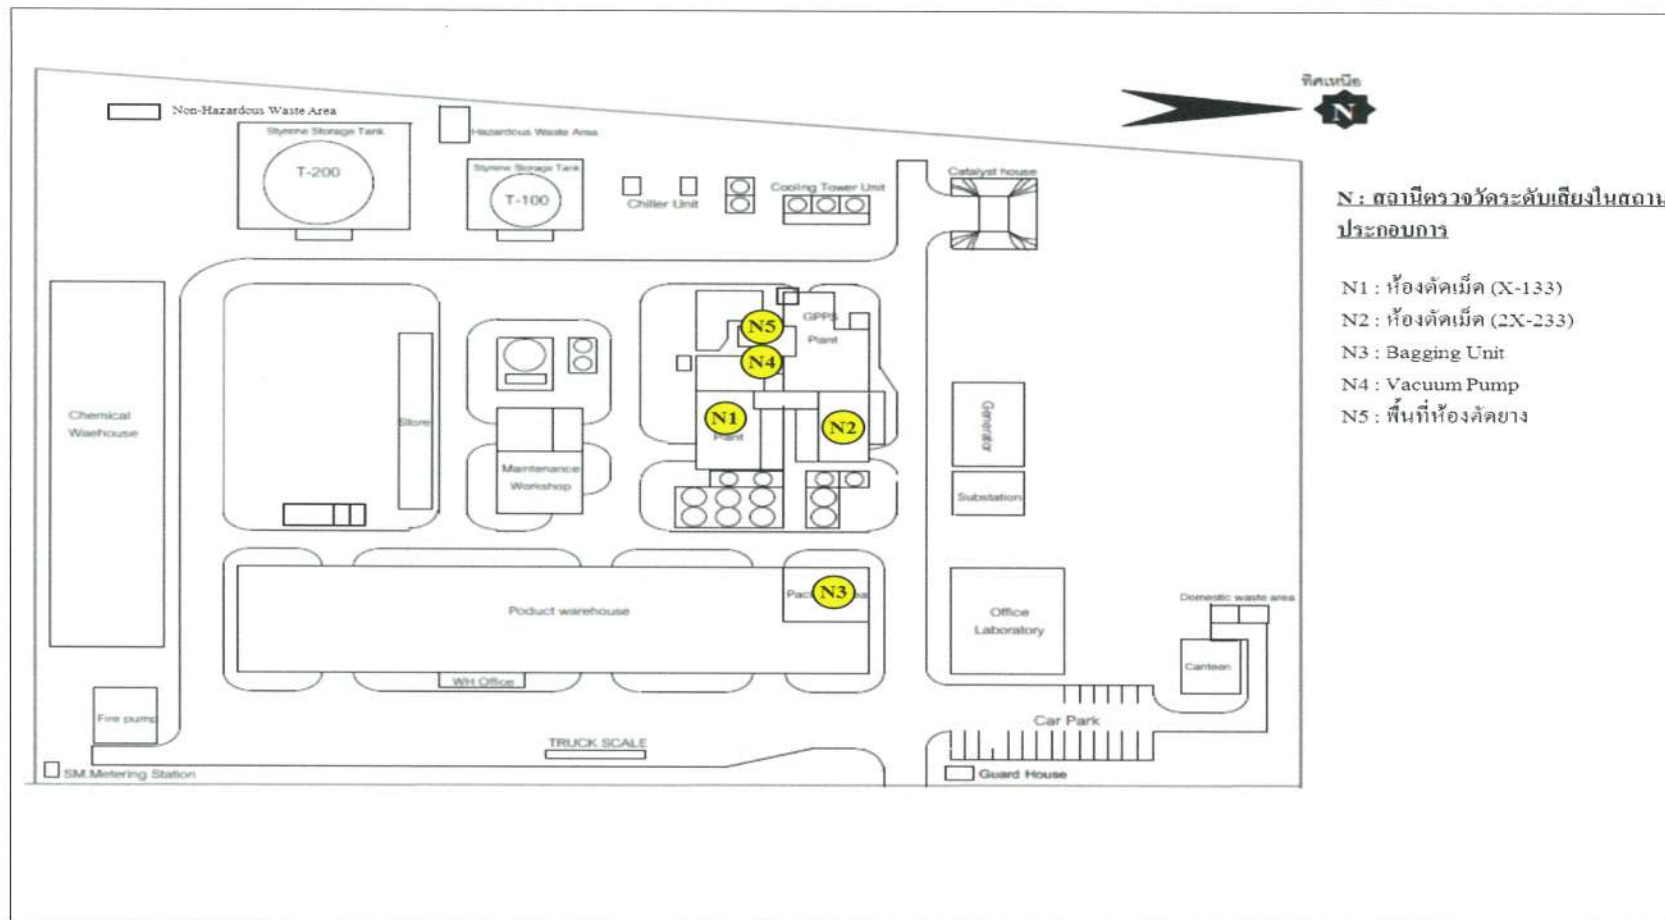 ทิศเหนือ
N
Non-Hazardous Waste Area
Styrene Storage Tank
T-200
Hazardous Waste Area
Styrene Storage Tank
T-100
Chiller Unit
Cooling Tower Unit
Catalyst house
N : สถานีตรวจวัดระดับเสียงในสถาน
ประกอบการ
N1 : ห้องตัดเม็ด (X-133)
N2 : ห้องตัดเม็ด (2X-233)
N3 : Bagging Unit
N4 : Vacuum Pump
N5 : พื้นที่ห้องตัดยาง
N5
GPPS
Plant
N4
Chemical
Waehouse
Store
N1
Plant
N2
Generator
Maintenance
Workshop
Substation
Poduct warehouse
N3
Office
Laboratory
Domestic waste area
Canteen
WH Office
Fire pump
Car Park
TRUCK SCALE
SM.Metering Station
Guard House